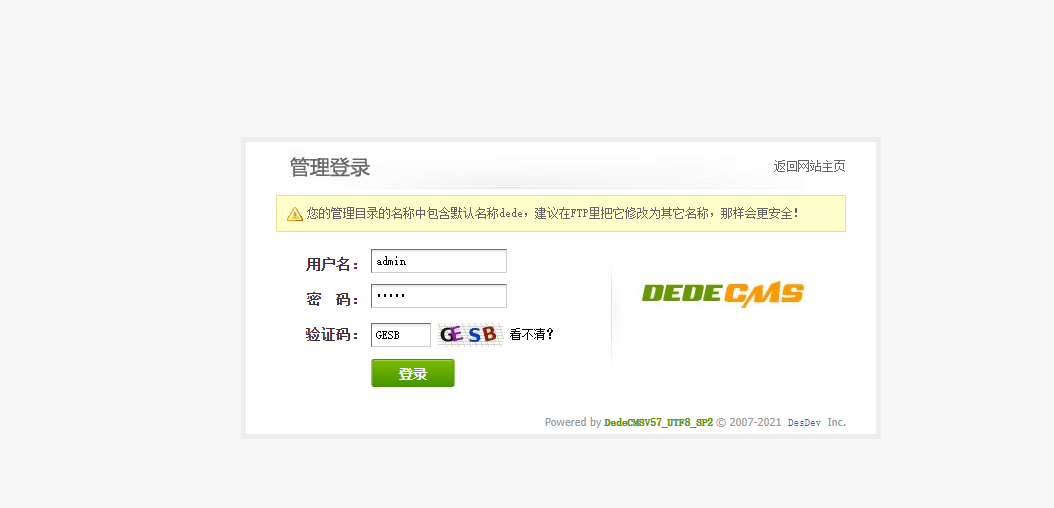 管理登录
返回网站主页
您的管理目录的名称中包含默认名称dede，建议在FTP里把它修改为其它名称，那样会更安全！
用户名：
admin
密 码：
•••••
验证码：
GESB
GESB
看不清？
登录
DEDECMS
Powered by DedeCMSV57_UTF8_SP2 © 2007-2021 DesDev Inc.